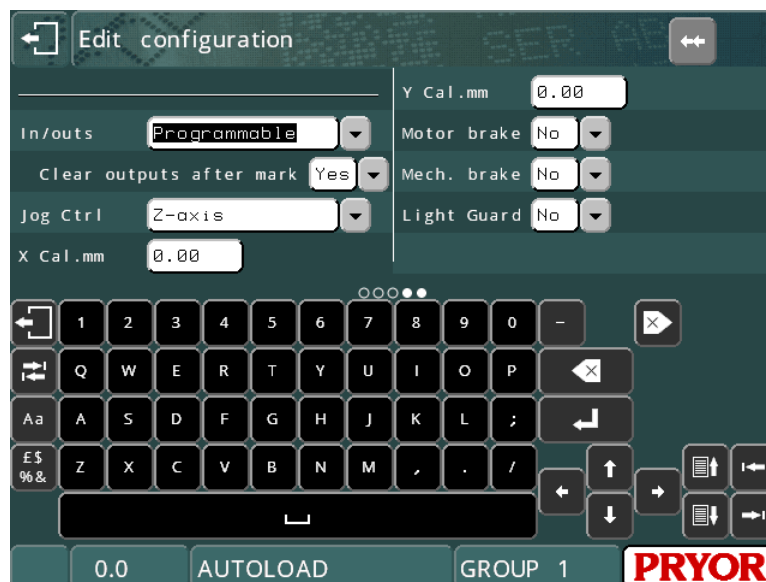 Edit configuration
In/outs Programmable
Clear outputs after mark Yes
Jog Ctrl Z-axis
X Cal.mm 0.00
Y Cal.mm 0.00
Motor brake No
Mech. brake No
Light Guard No
1 2 3 4 5 6 7 8 9 0 -
Q W E R T Y U I O P
Aa A S D F G H J K L ;
£$
%& Z X C V B N M , . /
0.0 AUTOLOAD GROUP 1 PRYOR